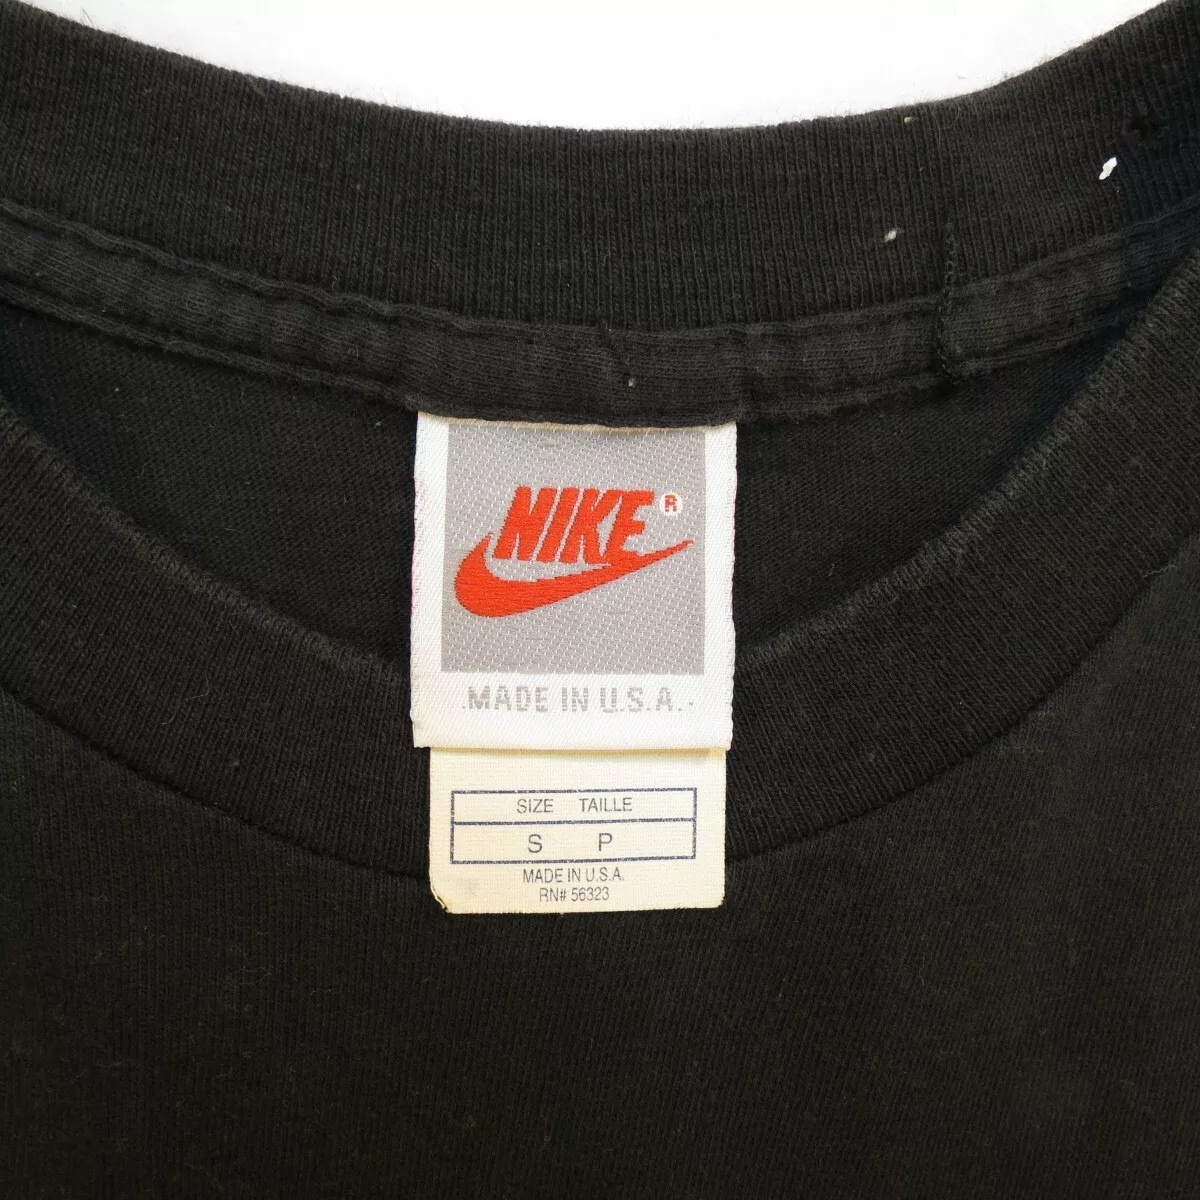 NIKE ®
MADE IN U.S.A.
SIZE TAILLE
S P
MADE IN U.S.A.
RN# 56323